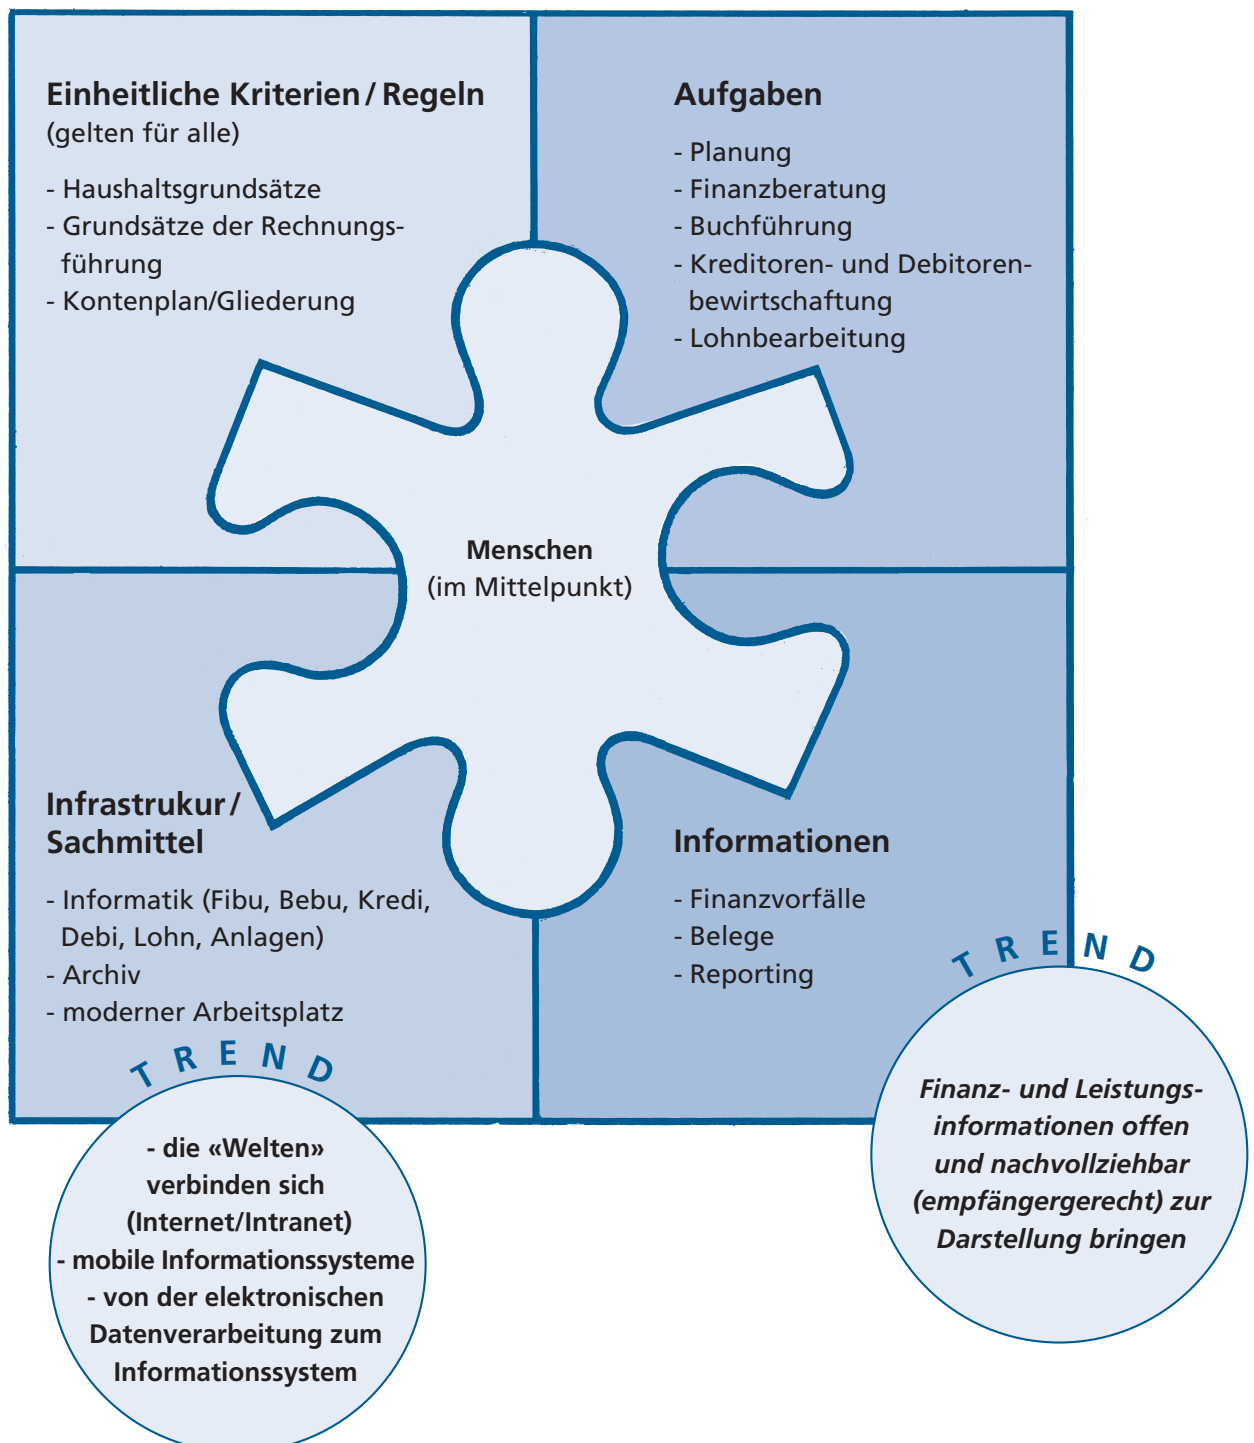 Einheitliche Kriterien / Regeln
(gelten für alle)
- Haushaltsgrundsätze
- Grundsätze der Rechnungs-
führung
- Kontenplan/Gliederung
Aufgaben
- Planung
- Finanzberatung
- Buchführung
- Kreditoren- und Debitoren-
bewirtschaftung
- Lohnbearbeitung
Menschen
(im Mittelpunkt)
Infrastrukur /
Sachmittel
- Informatik (Fibu, Bebu, Kredi,
Debi, Lohn, Anlagen)
- Archiv
- moderner Arbeitsplatz
Informationen
- Finanzvorfälle
- Belege
- Reporting
TREND
- die «Welten»
verbinden sich
(Internet/Intranet)
- mobile Informationssysteme
- von der elektronischen
Datenverarbeitung zum
Informationssystem
TREND
Finanz- und Leistungs-
informationen offen
und nachvollziehbar
(empfängergerecht) zur
Darstellung bringen